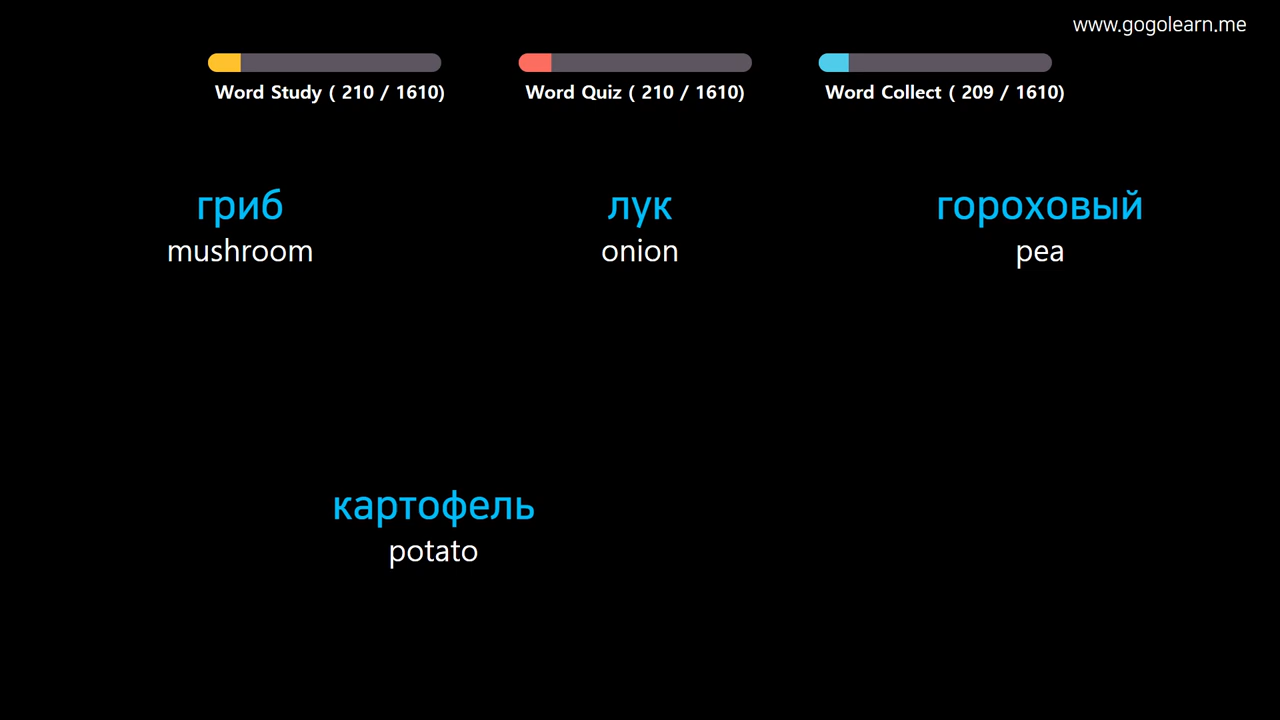 www.gogolearn.me
Word Study ( 210 / 1610)
Word Quiz ( 210 / 1610)
Word Collect ( 209 / 1610)
гриб
mushroom
лук
onion
гороховый
pea
картофель
potato